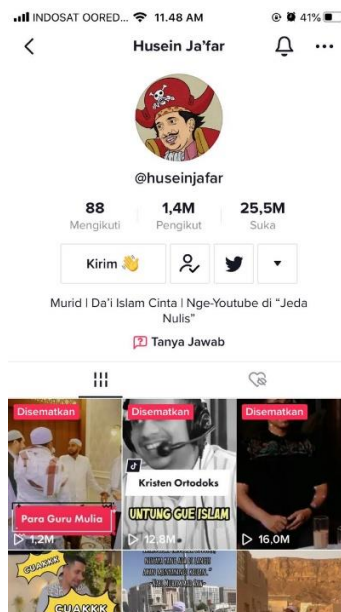 INDOSAT OORED... 11.48 AM 41%
Husein Ja'far
@huseinjafar
88 1,4M 25,5M
Mengikuti Pengikut Suka
Kirim
Murid | Da'i Islam Cinta | Nge-Youtube di "Jeda
Nulis"
Tanya Jawab
Disematkan Disematkan Disematkan
Kristen Ortodoks
Para Guru Mulia
UNTUNG GUE ISLAM
1,2M 12,8M 16,0M
GUAKKK
GUAKKK